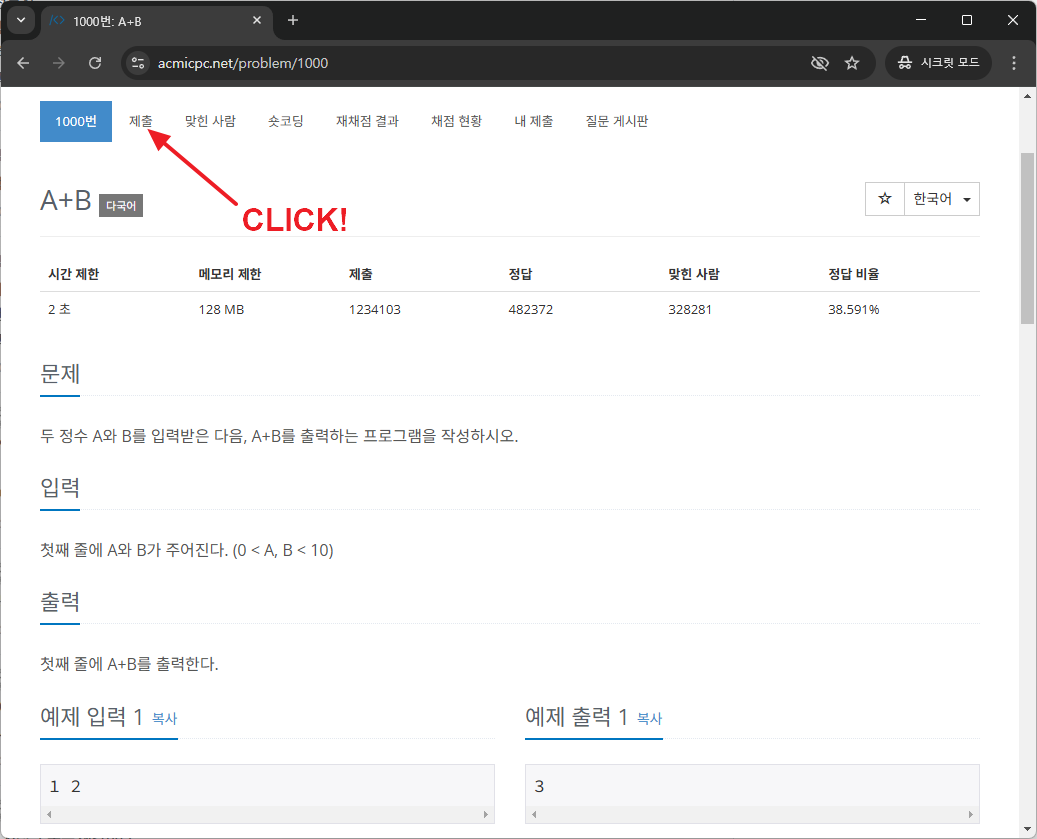 1000번: A+B
acmicpc.net/problem/1000
시크릿 모드
1000번 제출 맞힌 사람 숏코딩 재채점 결과 채점 현황 내 제출 질문 게시판
CLICK!
A+B 다국어
한국어
시간 제한 메모리 제한 제출 정답 맞힌 사람 정답 비율
2 초 128 MB 1234103 482372 328281 38.591%
문제
두 정수 A와 B를 입력받은 다음, A+B를 출력하는 프로그램을 작성하시오.
입력
첫째 줄에 A와 B가 주어진다. (0 < A, B < 10)
출력
첫째 줄에 A+B를 출력한다.
예제 입력 1 복사
1 2
예제 출력 1 복사
3